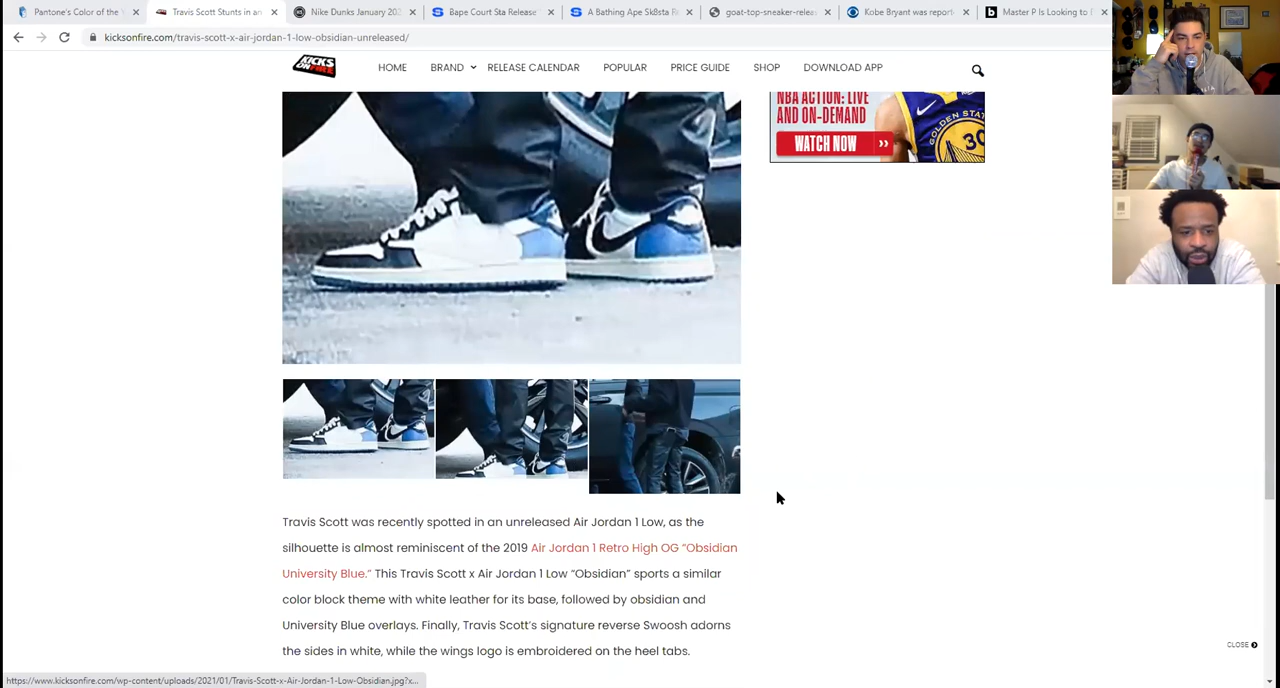 Pantone's Color of the
Travis Scott Stunts in an
Nike Dunks January 202
Bape Court Sta Release
A Bathing Ape Sk8sta R
goat-top-sneaker-relea
Kobe Bryant was report
Master P Is Looking to
kicksonfire.com/travis-scott-x-air-jordan-1-low-obsidian-unreleased/
KICKS
ONFIRE
HOME
BRAND
RELEASE CALENDAR
POPULAR
PRICE GUIDE
SHOP
DOWNLOAD APP
NBA ACTION: LIVE
AND ON-DEMAND
WATCH NOW
GOLDEN STATE
30
Travis Scott was recently spotted in an unreleased Air Jordan 1 Low, as the
silhouette is almost reminiscent of the 2019 Air Jordan 1 Retro High OG “Obsidian
University Blue.” This Travis Scott x Air Jordan 1 Low “Obsidian” sports a similar
color block theme with white leather for its base, followed by obsidian and
University Blue overlays. Finally, Travis Scott’s signature reverse Swoosh adorns
the sides in white, while the wings logo is embroidered on the heel tabs.
CLOSE
https://www.kicksonfire.com/wp-content/uploads/2021/01/Travis-Scott-x-Air-Jordan-1-Low-Obsidian.jpg?x...